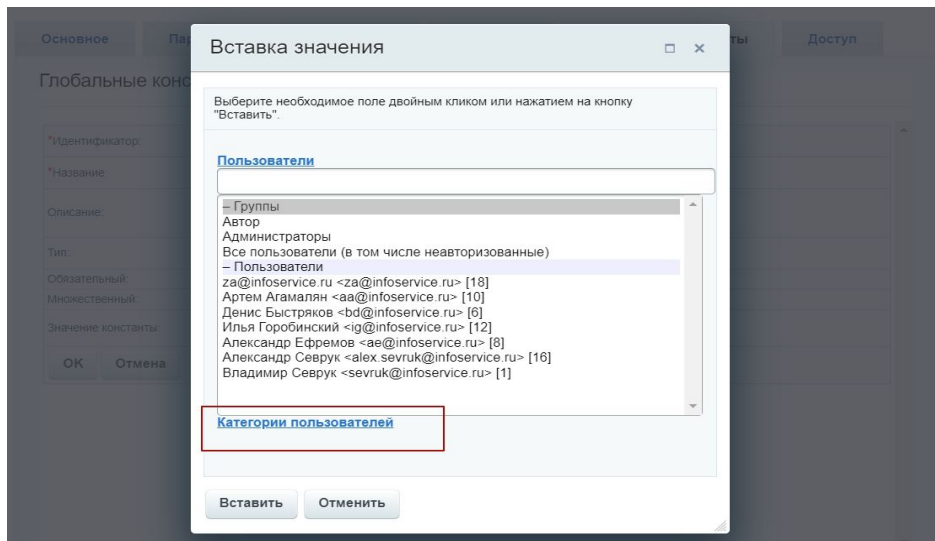 Основное
Пар
ты
Доступ
Глобальные конс
Вставка значения
Выберите необходимое поле двойным кликом или нажатием на кнопку
"Вставить".
*Идентификатор:
*Название:
Описание:
Тип:
Обязательный:
Множественный:
Значение константы:
ОК Отмена
Пользователи
– Группы
Автор
Администраторы
Все пользователи (в том числе неавторизованные)
– Пользователи
za@infoservice.ru <za@infoservice.ru> [18]
Артем Агамалян <aa@infoservice.ru> [10]
Денис Быстряков <bd@infoservice.ru> [6]
Илья Горобинский <ig@infoservice.ru> [12]
Александр Ефремов <ae@infoservice.ru> [8]
Александр Севрук <alex.sevruk@infoservice.ru> [16]
Владимир Севрук <sevruk@infoservice.ru> [1]
Категории пользователей
Вставить Отменить